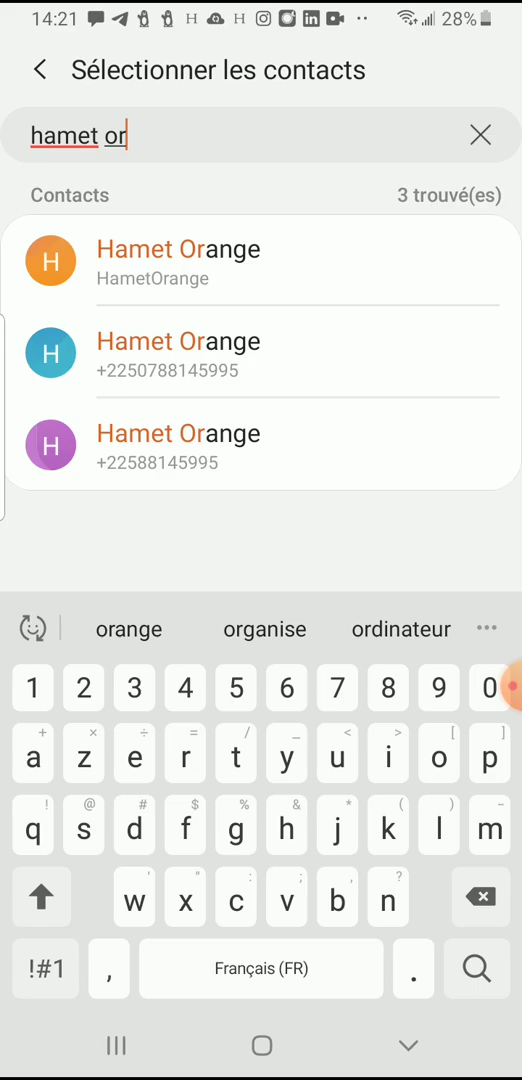 14:21 28%
Sélectionner les contacts
hamet or
Contacts 3 trouvé(es)
H Hamet Orange
HametOrange
H Hamet Orange
+2250788145995
H Hamet Orange
+22588145995
orange organise ordinateur
1 2 3 4 5 6 7 8 9 0
+ × ÷ = / _ < > [ ]
a z e r t y u i o p
! @ # $ % & * ( ) -
q s d f g h j k l m
' " : ; , ?
w x c v b n
!#1 , Français (FR) .